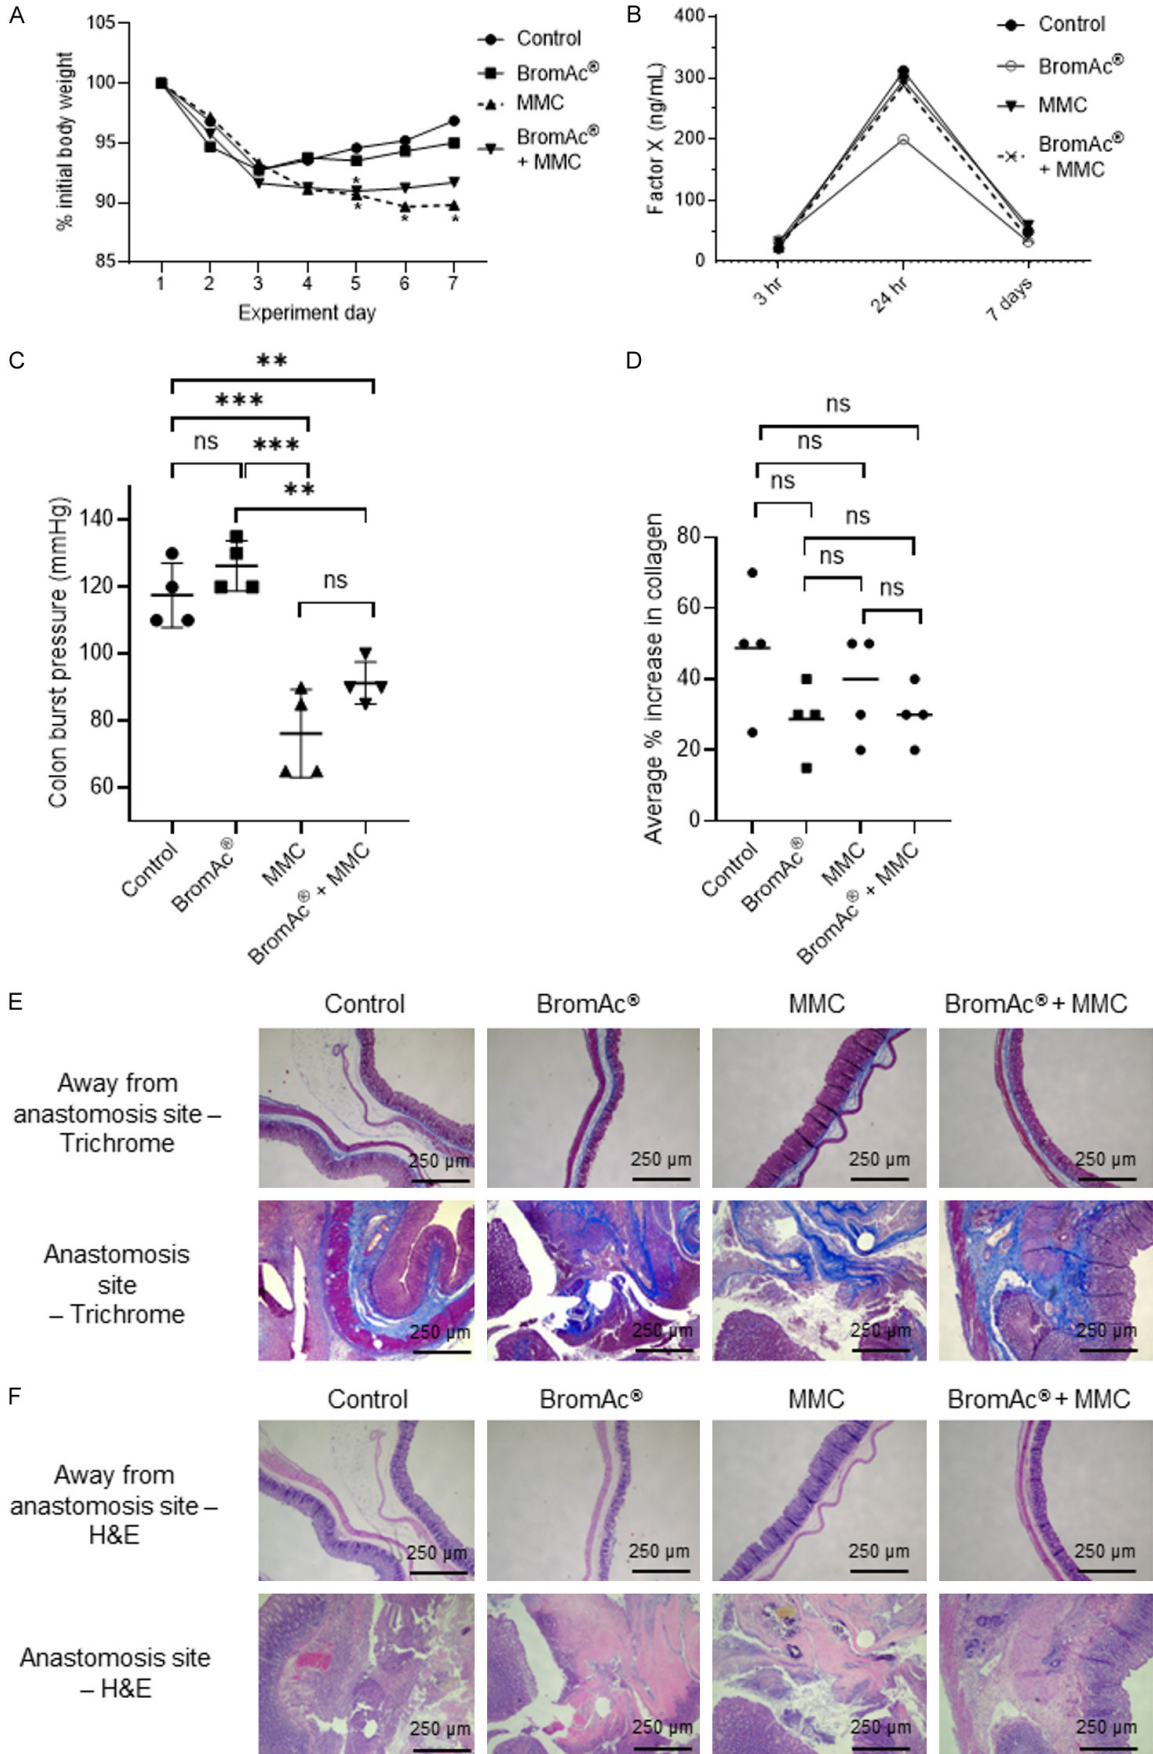 A
105
100
95
90
85
% initial body weight
1 2 3 4 5 6 7
Experiment day
* * * *
Control
BromAc®
MMC
BromAc®
+ MMC
B
400
300
200
100
0
Factor X (ng/mL)
3 hr
24 hr
7 days
Control
BromAc®
MMC
BromAc®
+ MMC
C
**
***
ns ***
**
ns
140
120
100
80
60
Colon burst pressure (mmHg)
Control
BromAc®
MMC
BromAc® + MMC
D
ns
ns
ns
ns
ns
ns
80
60
40
20
0
Average % increase in collagen
Control
BromAc®
MMC
BromAc® + MMC
E
Control BromAc® MMC BromAc® + MMC
Away from
anastomosis site –
Trichrome
250 µm 250 µm 250 µm 250 µm
Anastomosis
site
– Trichrome
250 µm 250 µm 250 µm 250 µm
F
Control BromAc® MMC BromAc® + MMC
Away from
anastomosis site –
H&E
250 µm 250 µm 250 µm 250 µm
Anastomosis site
– H&E
250 µm 250 µm 250 µm 250 µm